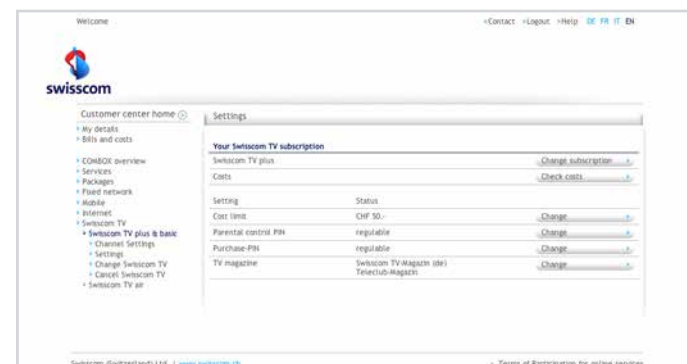 Welcome
Contact Logout Help DE FR IT EN
swisscom
Customer center home
My details
Bills and costs
COMBOX overview
Services
Packages
Fixed network
Mobile
Internet
Swisscom TV
Swisscom TV plus & basic
Channel Settings
Settings
Change Swisscom TV
Cancel Swisscom TV
Swisscom TV air
Settings
Your Swisscom TV subscription
Swisscom TV plus Change subscription
Costs Check costs
Setting Status
Cost limit CHF 50.- Change
Parental control PIN regulable Change
Purchase-PIN regulable Change
TV magazine Swisscom TV-Magazin (de) Change
Teleclub-Magazin
Swisscom (Switzerland) Ltd. | www.swisscom.ch Terms of Participation for online services